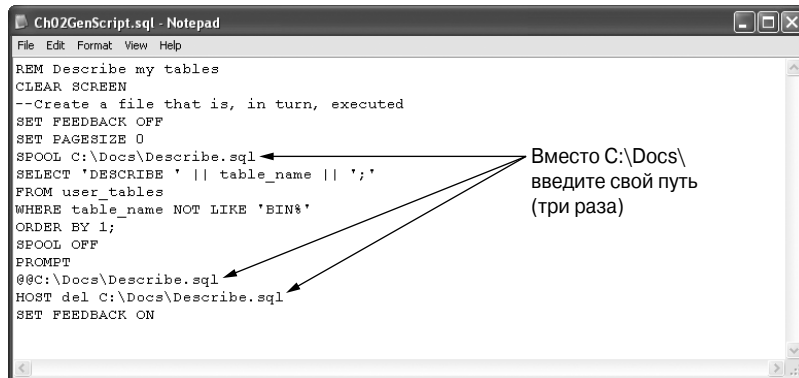 Ch02GenScript.sql - Notepad
File Edit Format View Help
REM Describe my tables
CLEAR SCREEN
--Create a file that is, in turn, executed
SET FEEDBACK OFF
SET PAGESIZE 0
SPOOL C:\Docs\Describe.sql
SELECT 'DESCRIBE ' || table_name || ';'
FROM user_tables
WHERE table_name NOT LIKE 'BIN%'
ORDER BY 1;
SPOOL OFF
PROMPT
@@C:\Docs\Describe.sql
HOST del C:\Docs\Describe.sql
SET FEEDBACK ON
Вместо C:\Docs\
введите свой путь
(три раза)